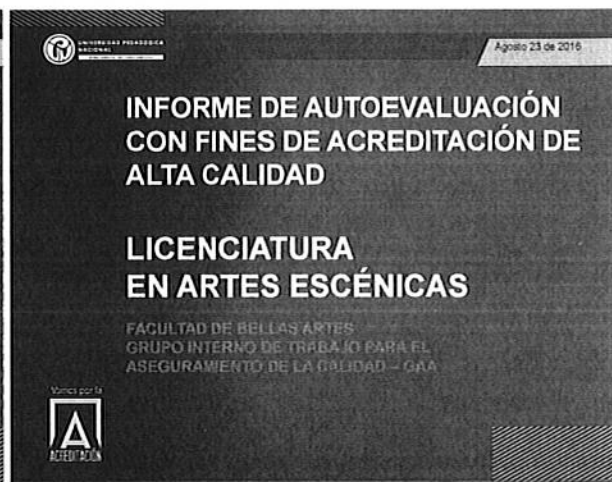 UNIVERSIDAD PEDAGOGICA
NACIONAL
Agosto 23 de 2016
INFORME DE AUTOEVALUACIÓN
CON FINES DE ACREDITACIÓN DE
ALTA CALIDAD
LICENCIATURA
EN ARTES ESCÉNICAS
FACULTAD DE BELLAS ARTES
GRUPO INTERNO DE TRABAJO PARA EL
ASEGURAMIENTO DE LA CALIDAD – GAA
Vamos por la
ACREDITACIÓN